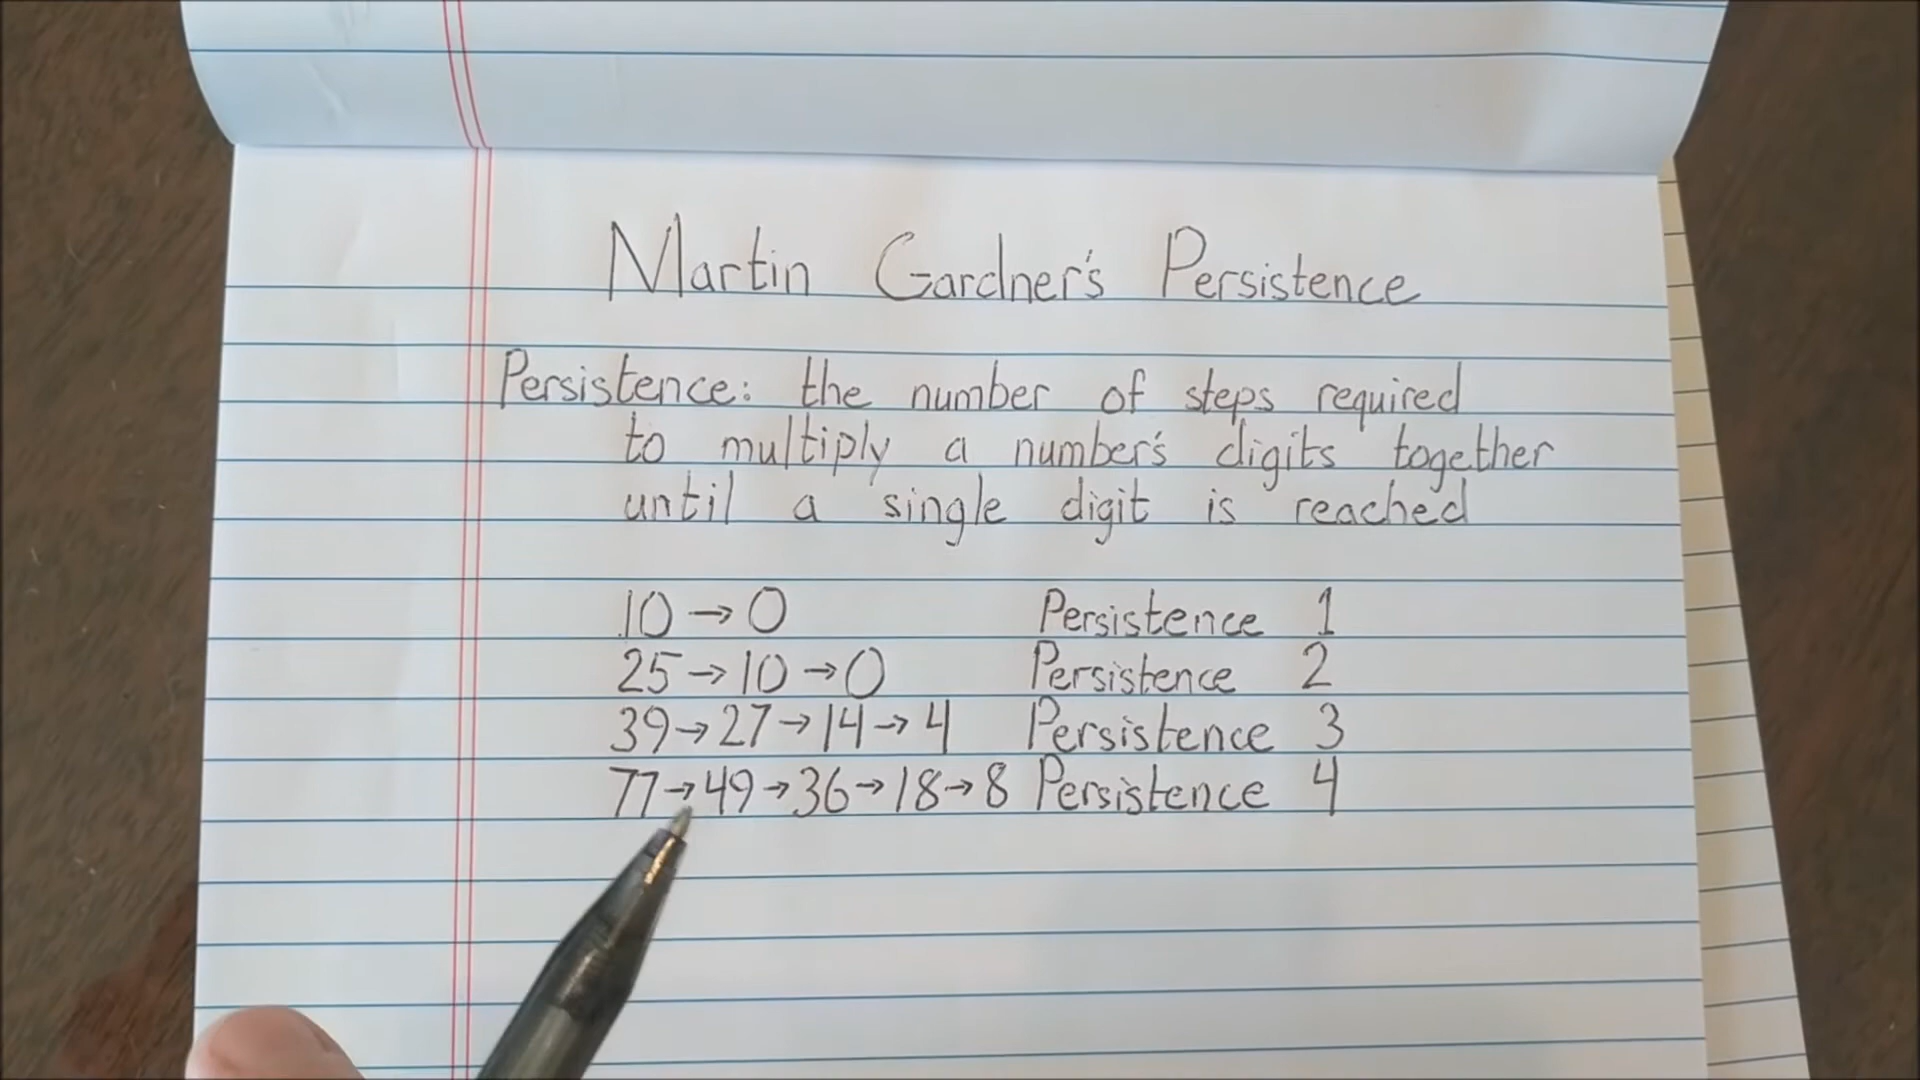 Martin Gardner's Persistence
Persistence: the number of steps required
to multiply a number's digits together
until a single digit is reached
10→0 Persistence 1
25→10→0 Persistence 2
39→27→14→4 Persistence 3
77→49→36→18→8 Persistence 4